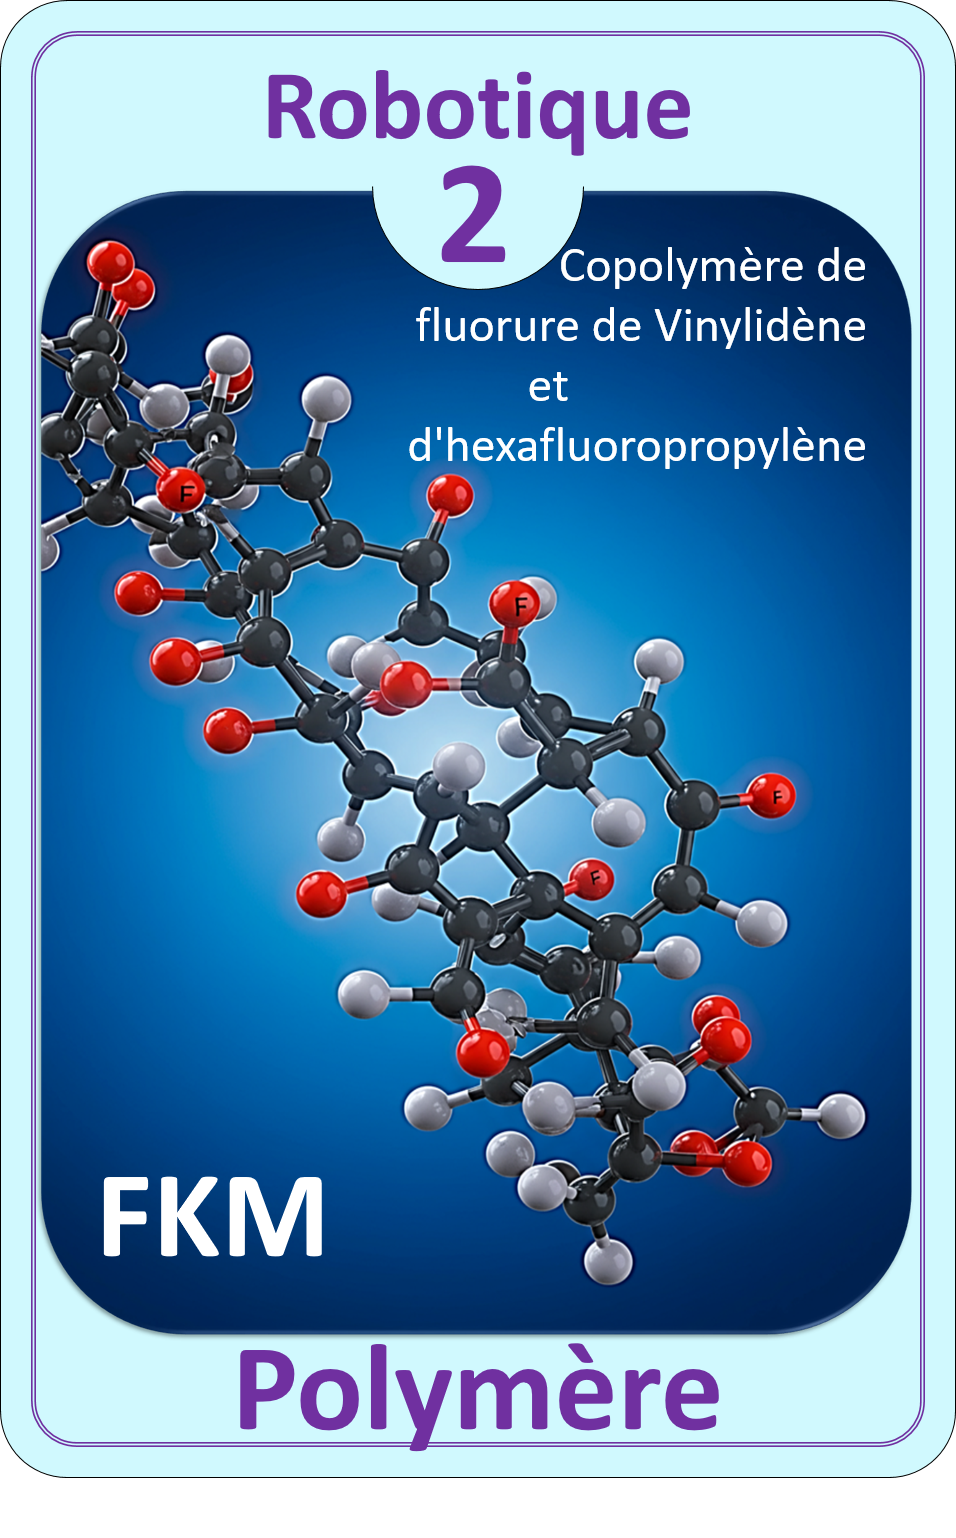 Robotique
2
Copolymère de
fluorure de Vinylidène
et
d'hexafluoropropylène
F
F
F
F
FKM
Polymère